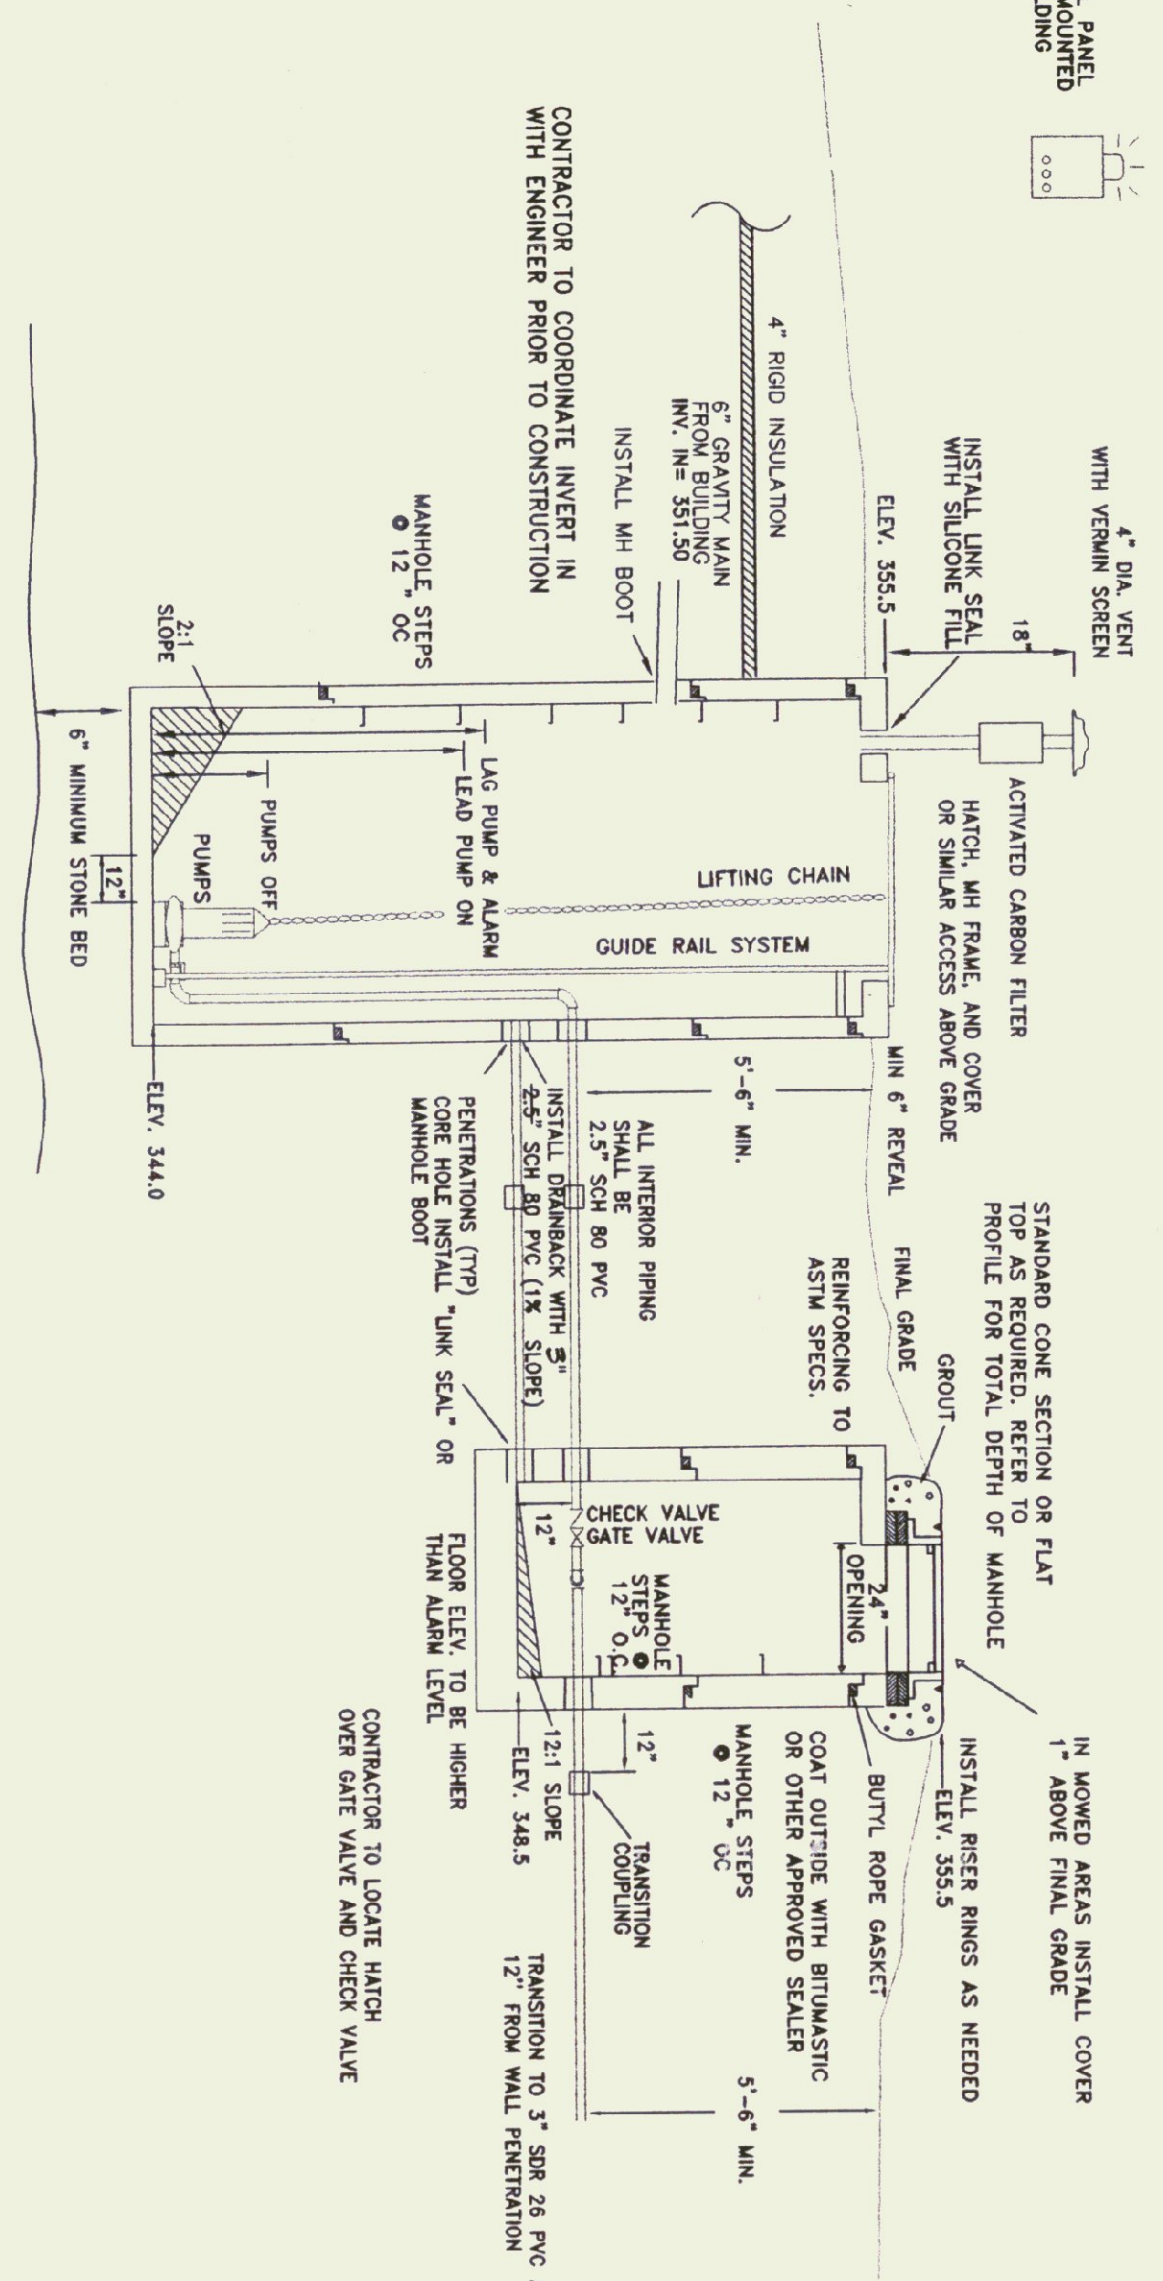 L PANEL
MOUNTED
LDING
4" DIA. VENT
WITH VERMIN SCREEN
18"
INSTALL LINK SEAL
WITH SILICONE FILL
ELEV. 355.5
ACTIVATED CARBON FILTER
HATCH, MH FRAME, AND COVER
OR SIMILAR ACCESS ABOVE GRADE
MIN 6" REVEAL
4" RIGID INSULATION
6" GRAVITY MAIN
FROM BUILDING
INV. IN= 351.50
INSTALL MH BOOT
CONTRACTOR TO COORDINATE INVERT IN
WITH ENGINEER PRIOR TO CONSTRUCTION
MANHOLE STEPS
@ 12 " OC
2:1
SLOPE
6" MINIMUM STONE BED
12"
LAG PUMP & ALARM
LEAD PUMP ON
PUMPS OFF
PUMPS
LIFTING CHAIN
GUIDE RAIL SYSTEM
ELEV. 344.0
5'-6" MIN.
ALL INTERIOR PIPING
SHALL BE
2.5" SCH 80 PVC
INSTALL DRAINBACK WITH 3"
2.5" SCH 80 PVC (1% SLOPE)
PENETRATIONS (TYP)
CORE HOLE INSTALL "LINK SEAL" OR
MANHOLE BOOT
STANDARD CONE SECTION OR FLAT
TOP AS REQUIRED. REFER TO
PROFILE FOR TOTAL DEPTH OF MANHOLE
FINAL GRADE
GROUT
REINFORCING TO
ASTM SPECS.
24"
OPENING
CHECK VALVE
GATE VALVE
12"
MANHOLE
STEPS @
12" O.C.
FLOOR ELEV. TO BE HIGHER
THAN ALARM LEVEL
IN MOWED AREAS INSTALL COVER
1" ABOVE FINAL GRADE
INSTALL RISER RINGS AS NEEDED
ELEV. 355.5
BUTYL ROPE GASKET
COAT OUTSIDE WITH BITUMASTIC
OR OTHER APPROVED SEALER
MANHOLE STEPS
@ 12 " OC
12"
TRANSITION
COUPLING
12:1 SLOPE
ELEV. 348.5
CONTRACTOR TO LOCATE HATCH
OVER GATE VALVE AND CHECK VALVE
5'-6" MIN.
TRANSITION TO 3" SDR 26 PVC
12" FROM WALL PENETRATION